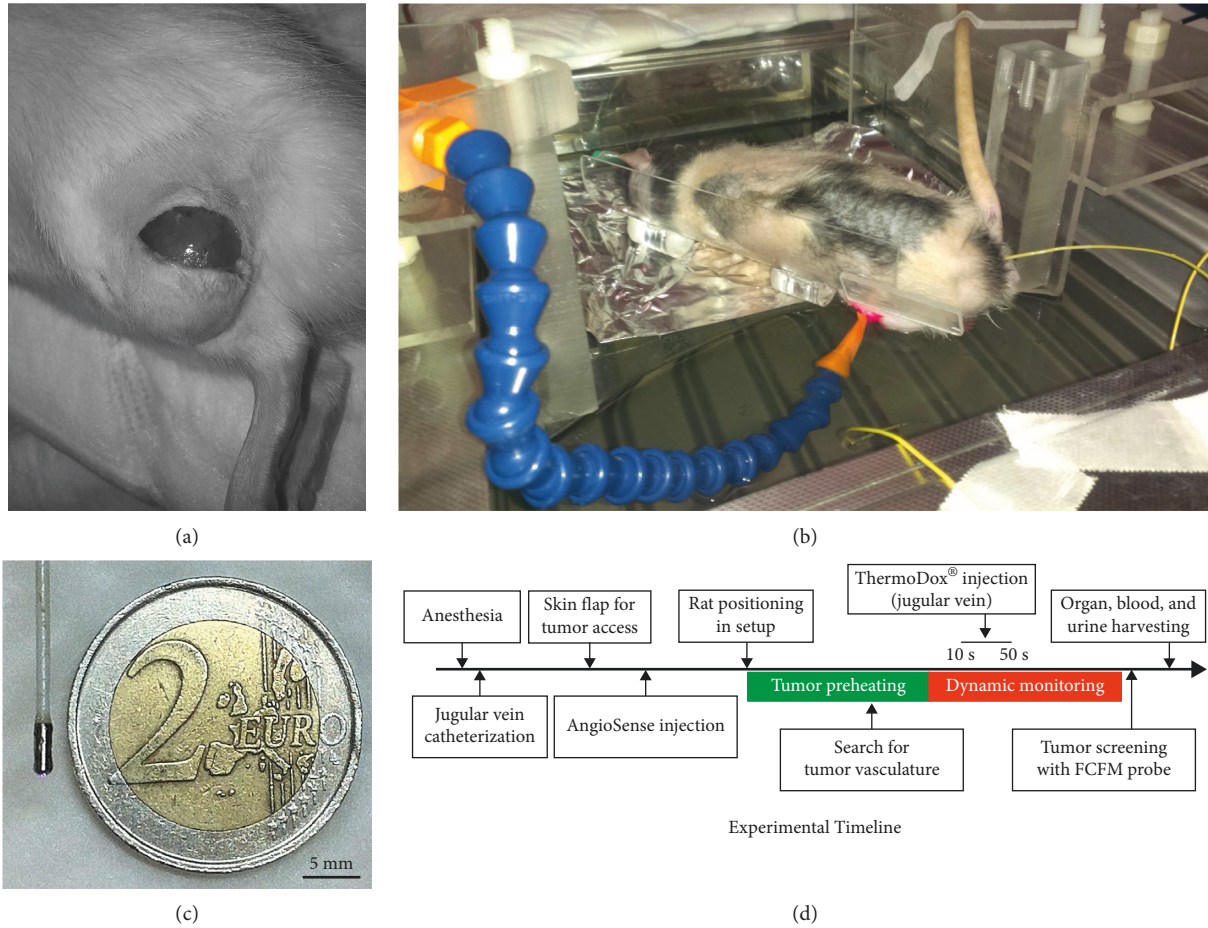 (a)
(b)
2 EURO
5 mm
(c)
Anesthesia
Skin flap for
tumor access
Rat positioning
in setup
ThermoDox® injection
(jugular vein)
Organ, blood, and
urine harvesting
10 s 50 s
Tumor preheating
Dynamic monitoring
Jugular vein
catheterization
AngioSense injection
Search for
tumor vasculature
Tumor screening
with FCFM probe
Experimental Timeline
(d)